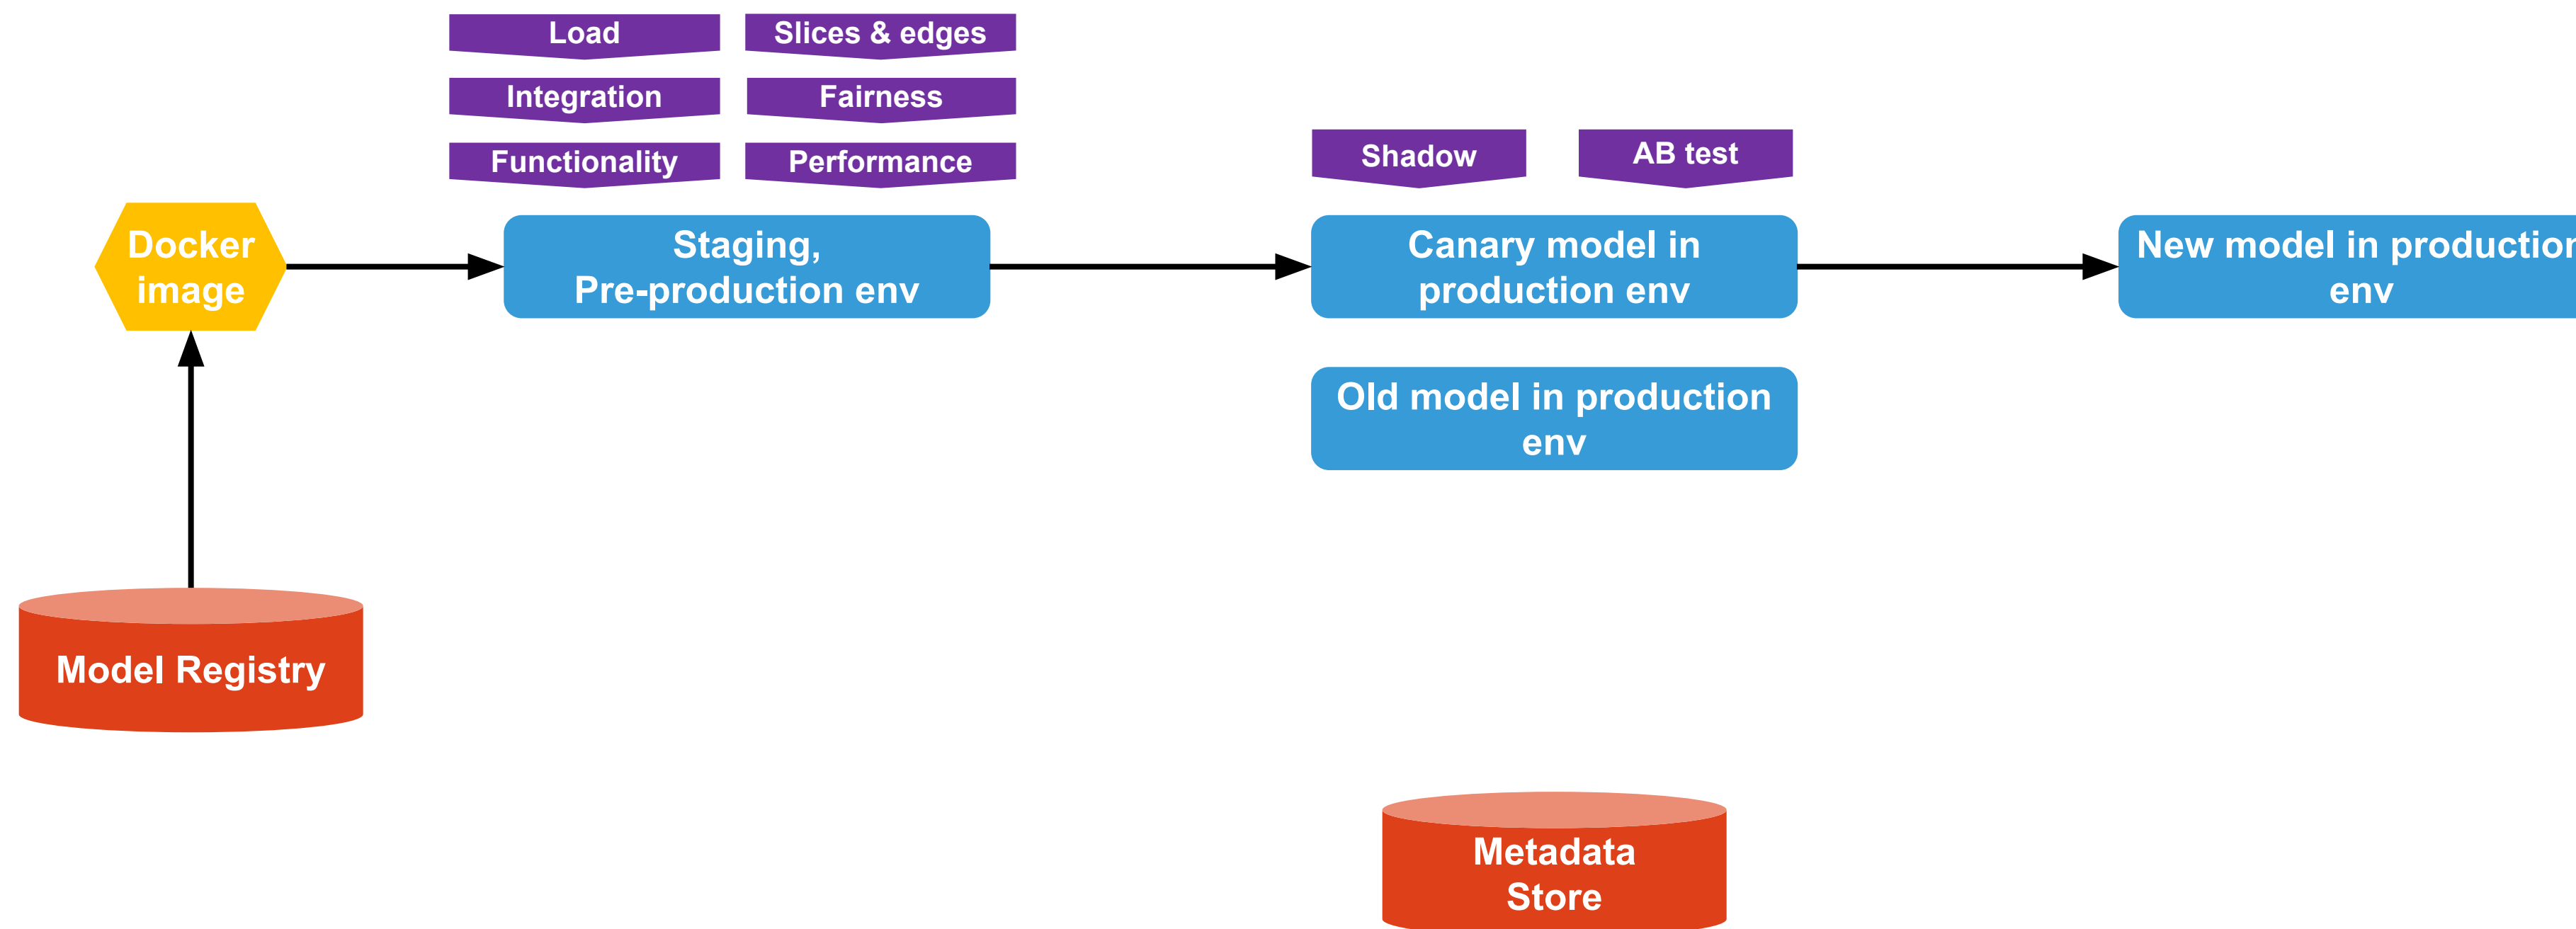 Load
Slices & edges
Integration
Fairness
Functionality
Performance
Shadow
AB test
Docker
image
Staging,
Pre-production env
Canary model in
production env
New model in production
env
Old model in production
env
Model Registry
Metadata
Store